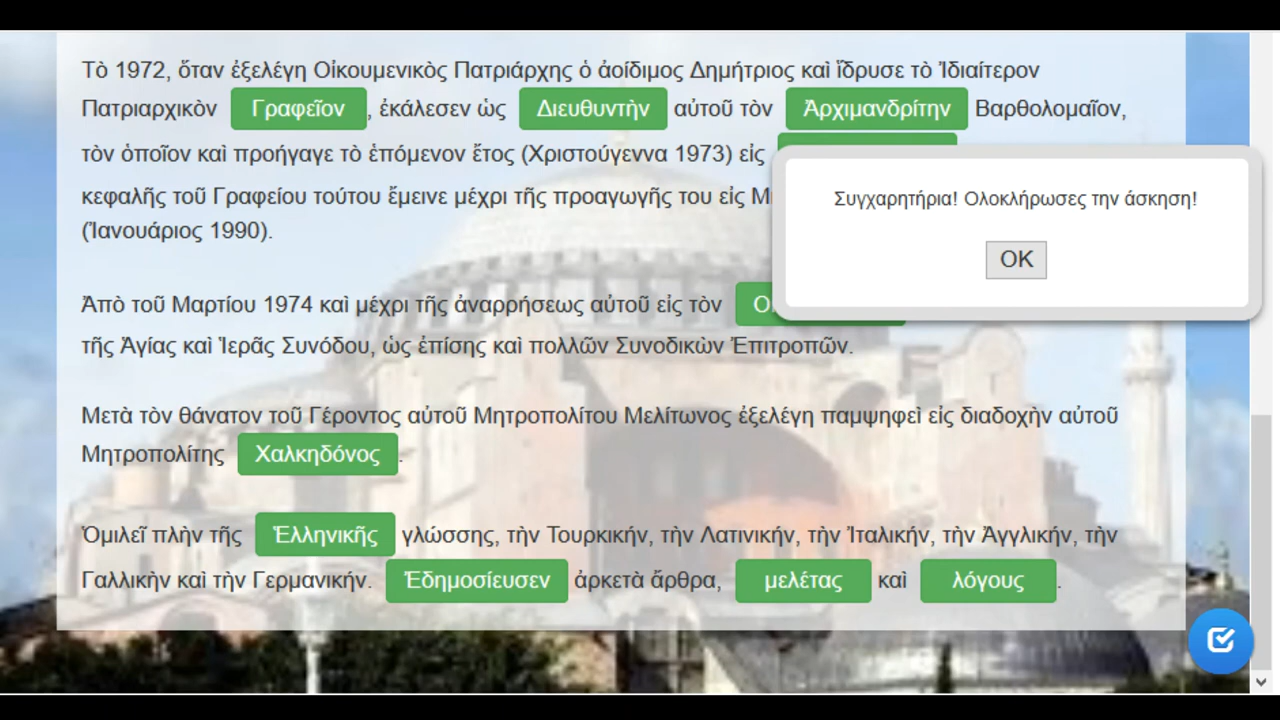 Τὸ 1972, ὅταν ἐξελέγη Οἰκουμενικὸς Πατριάρχης ὁ ἀοίδιμος Δημήτριος καὶ ἵδρυσε τὸ Ἰδιαίτερον
Πατριαρχικὸν Γραφεῖον , ἐκάλεσεν ὡς Διευθυντὴν αὐτοῦ τὸν Ἀρχιμανδρίτην Βαρθολομαῖον,
τὸν ὁποῖον καὶ προήγαγε τὸ ἑπόμενον ἔτος (Χριστούγεννα 1973) εἰς
κεφαλῆς τοῦ Γραφείου τούτου ἔμεινε μέχρι τῆς προαγωγῆς του εἰς
(Ἰανουάριος 1990).
Συγχαρητήρια! Ολοκλήρωσες την άσκηση!
OK
Ἀπὸ τοῦ Μαρτίου 1974 καὶ μέχρι τῆς ἀναρρήσεως αὐτοῦ εἰς τὸν
τῆς Ἁγίας καὶ Ἱερᾶς Συνόδου, ὡς ἐπίσης καὶ πολλῶν Συνοδικὼν Ἐπιτροπῶν.
Μετὰ τὸν θάνατον τοῦ Γέροντος αὐτοῦ Μητροπολίτου Μελίτωνος ἐξελέγη παμψηφεὶ εἰς διαδοχὴν αὐτοῦ
Μητροπολίτης Χαλκηδόνος .
Ὁμιλεῖ πλὴν τῆς Ἑλληνικῆς γλώσσης, τὴν Τουρκικήν, τὴν Λατινικήν, τὴν Ἰταλικήν, τὴν Ἀγγλικήν, τὴν
Γαλλικὴν καὶ τὴν Γερμανικήν. Ἐδημοσίευσεν ἀρκετὰ ἄρθρα, μελέτας καὶ λόγους .